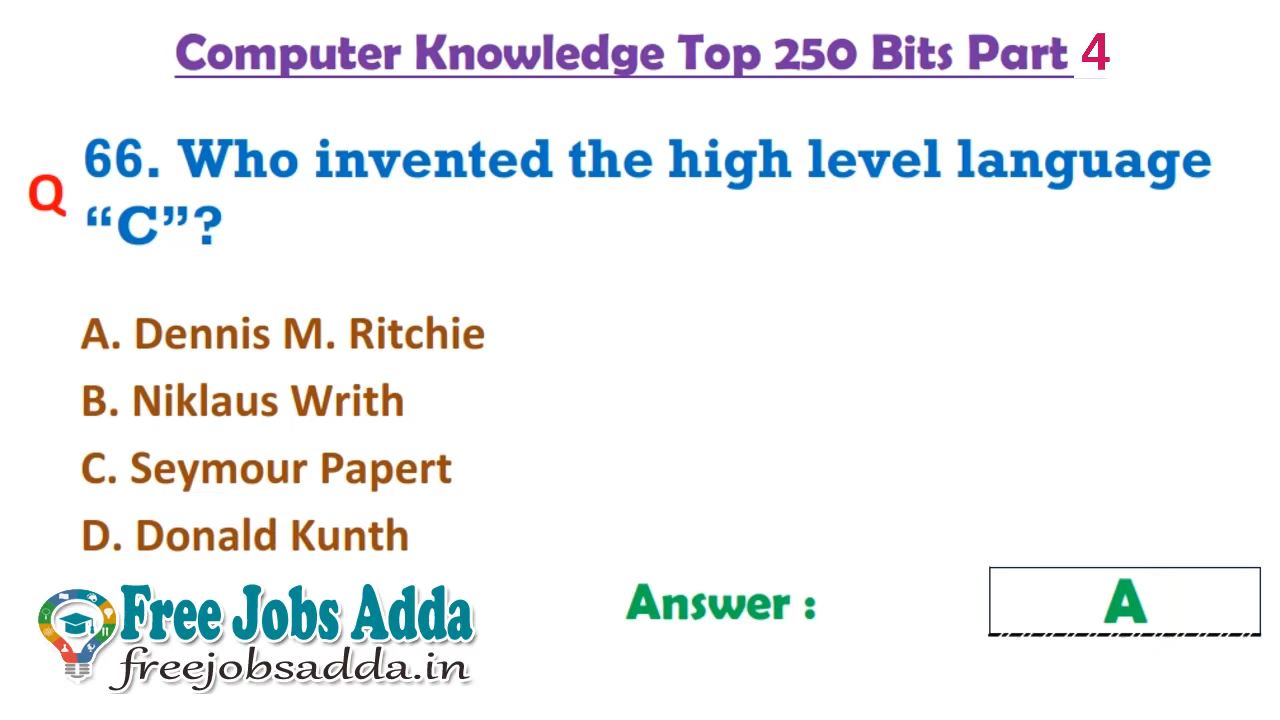 Computer Knowledge Top 250 Bits Part 4
Q
66. Who invented the high level language
“C”?
A. Dennis M. Ritchie
B. Niklaus Writh
C. Seymour Papert
D. Donald Kunth
Free Jobs Adda
freejobsadda.in
Answer :
A